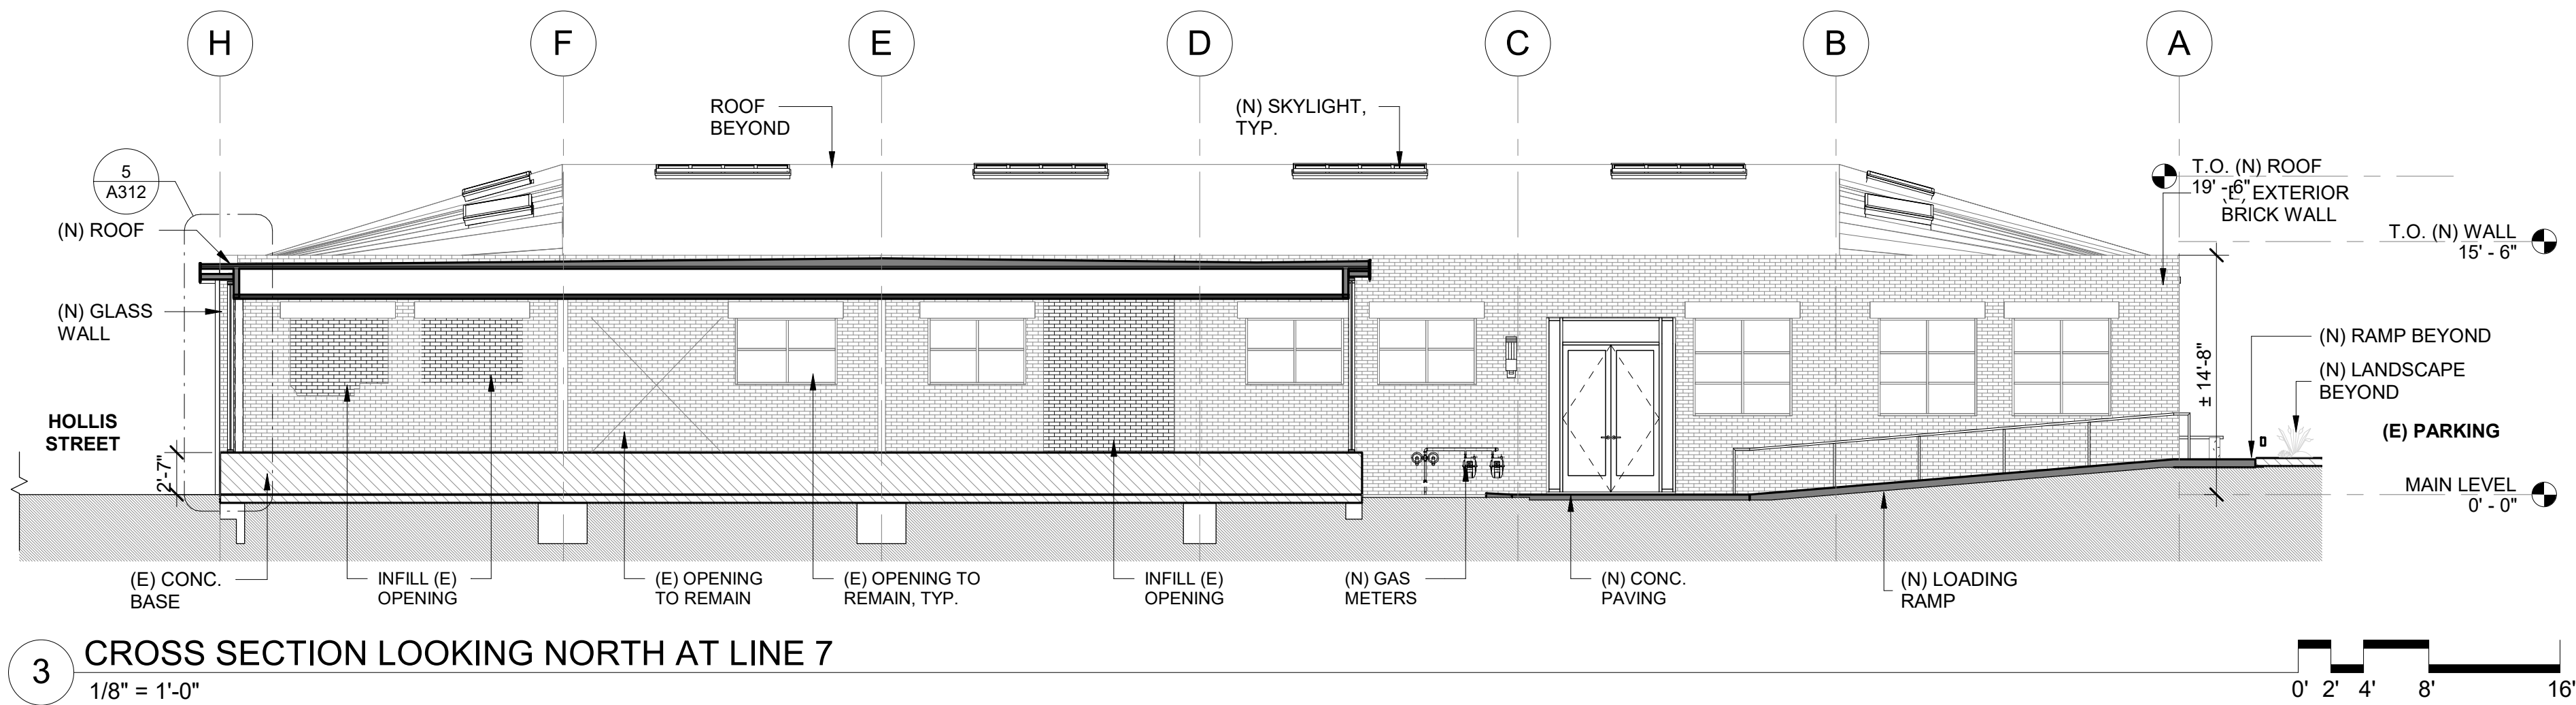 H
F
E
D
C
B
A
ROOF
BEYOND
(N) SKYLIGHT,
TYP.
5
A312
(N) ROOF
(N) GLASS
WALL
HOLLIS
STREET
2'-7"
T.O. (N) ROOF
19' - 6"
(E) EXTERIOR
BRICK WALL
T.O. (N) WALL
15' - 6"
± 14'-8"
(N) RAMP BEYOND
(N) LANDSCAPE
BEYOND
(E) PARKING
MAIN LEVEL
0' - 0"
(E) CONC.
BASE
INFILL (E)
OPENING
(E) OPENING
TO REMAIN
(E) OPENING TO
REMAIN, TYP.
INFILL (E)
OPENING
(N) GAS
METERS
(N) CONC.
PAVING
(N) LOADING
RAMP
3
CROSS SECTION LOOKING NORTH AT LINE 7
1/8" = 1'-0"
0' 2' 4' 8' 16'